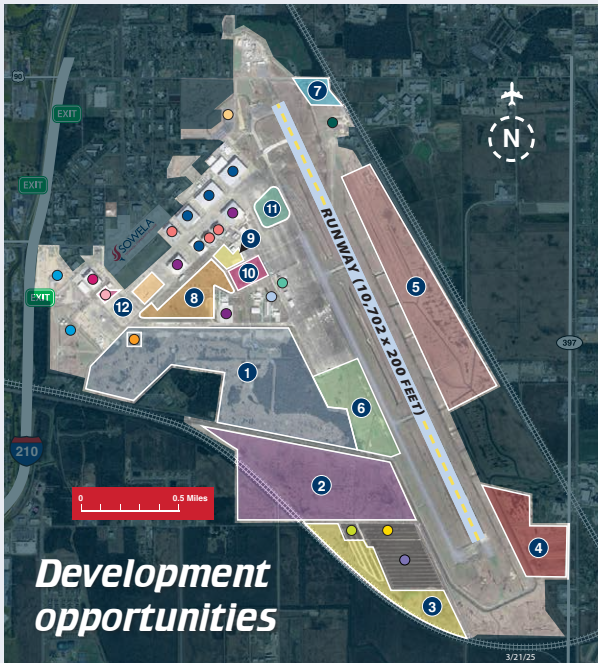 90
EXIT
EXIT
EXIT
SOWELA
7
N
11
9
10
8
12
5
397
RUNWAY (10,702 x 200 FEET)
1
6
210
2
0 0.5 Miles
4
3
Development
opportunities
3/21/25